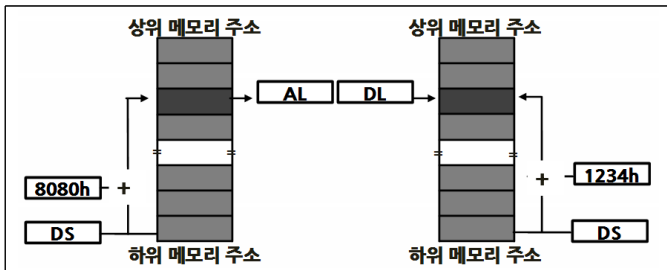 상위 메모리 주소
상위 메모리 주소
AL
DL
=
=
=
=
8080h
+
+
1234h
DS
DS
하위 메모리 주소
하위 메모리 주소